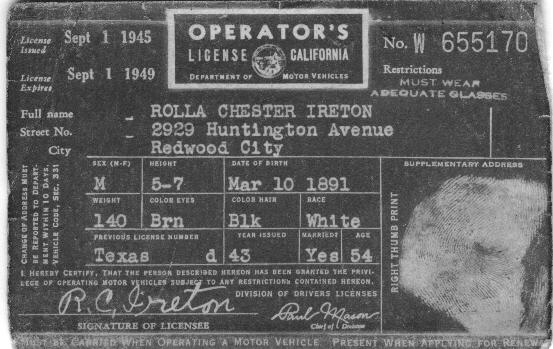 License Issued Sept 1 1945
License Expires Sept 1 1949
OPERATOR'S
LICENSE CALIFORNIA
DEPARTMENT OF MOTOR VEHICLES
No. W 655170
Restrictions
MUST WEAR
ADEQUATE GLASSES
Full name ROLLA CHESTER IRETON
Street No. 2929 Huntington Avenue
City Redwood City
SEX (M-F) HEIGHT DATE OF BIRTH
M 5-7 Mar 10 1891
WEIGHT COLOR EYES COLOR HAIR RACE
140 Brn Blk White
PREVIOUS LICENSE NUMBER YEAR ISSUED MARRIED? AGE
Texas d 43 Yes 54
CHANGE OF ADDRESS MUST
BE REPORTED TO DEPART-
MENT WITHIN 10 DAYS.
VEHICLE CODE, SEC. 331
SUPPLEMENTARY ADDRESS
RIGHT THUMB PRINT
I HEREBY CERTIFY, THAT THE PERSON DESCRIBED HEREON HAS BEEN GRANTED THE PRIVI-
LEGE OF OPERATING MOTOR VEHICLES SUBJECT TO ANY RESTRICTIONS CONTAINED HEREON.
R. C. Ireton
DIVISION OF DRIVERS LICENSES
Paul Mason
SIGNATURE OF LICENSEE
Chief of Division
MUST BE CARRIED WHEN OPERATING A MOTOR VEHICLE. PRESENT WHEN APPLYING FOR RENEWA